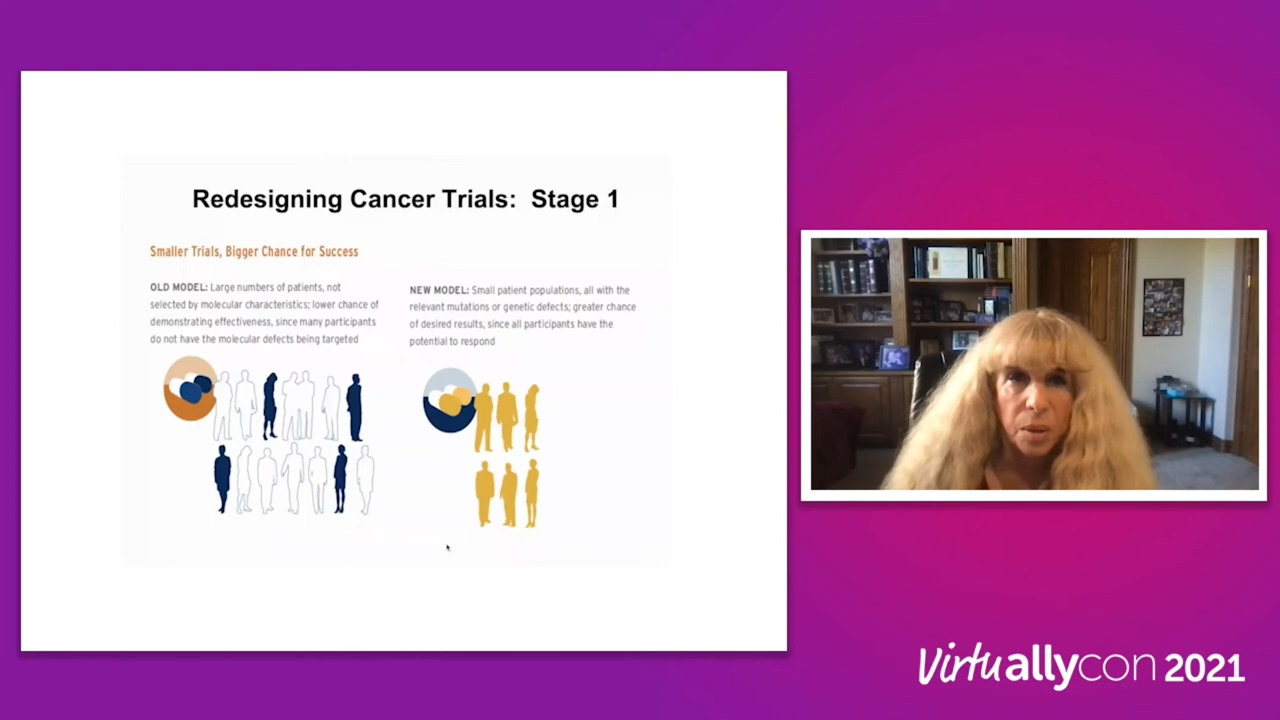 Redesigning Cancer Trials: Stage 1
Smaller Trials, Bigger Chance for Success
OLD MODEL: Large numbers of patients, not
selected by molecular characteristics; lower chance of
demonstrating effectiveness, since many participants
do not have the molecular defects being targeted
NEW MODEL: Small patient populations, all with the
relevant mutations or genetic defects; greater chance
of desired results, since all participants have the
potential to respond
Virtuallycon 2021